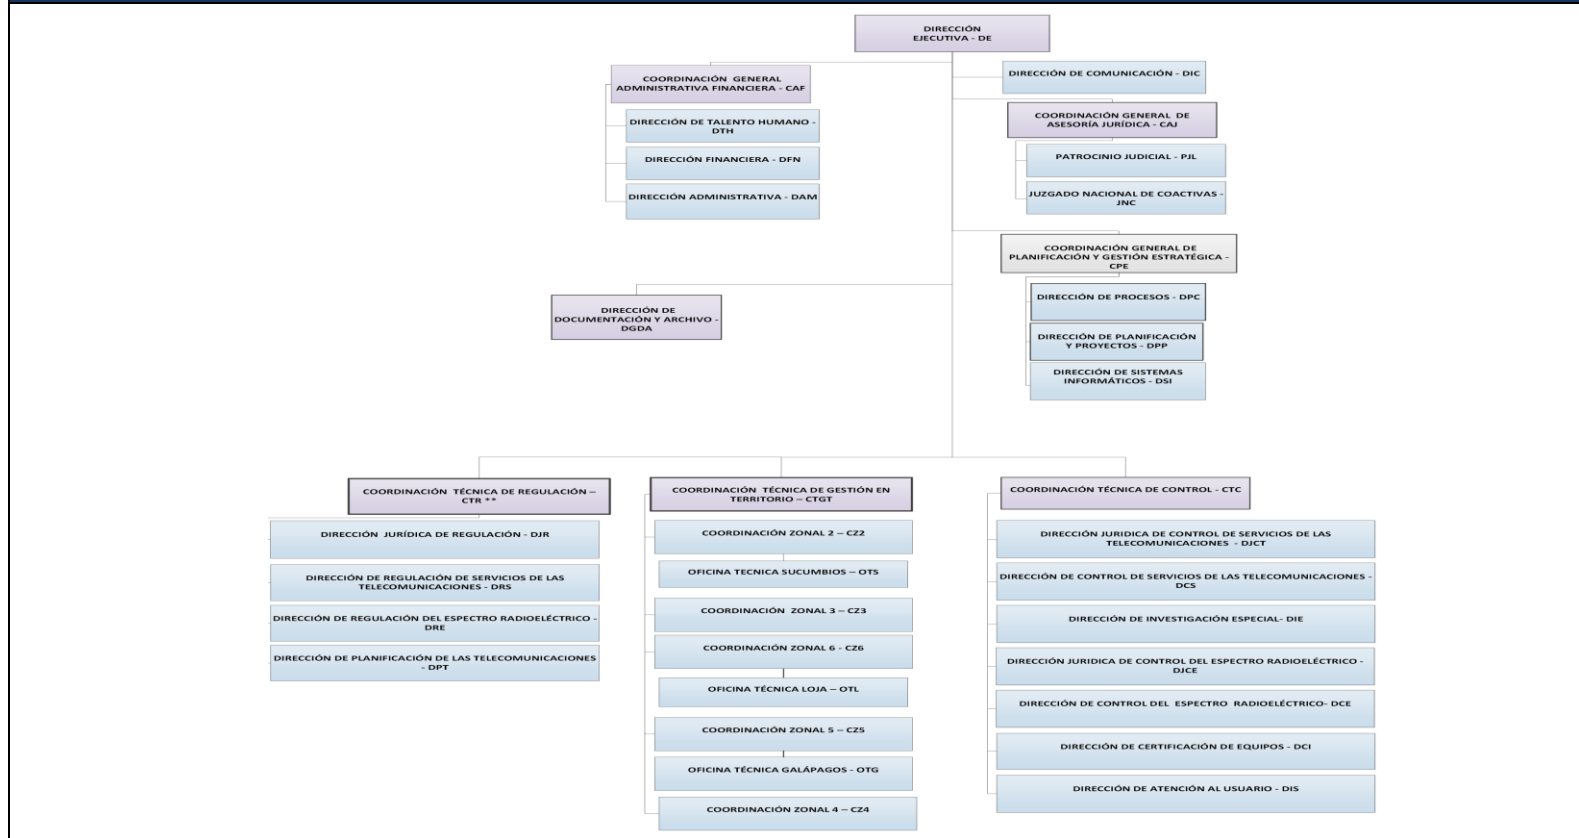 DIRECCIÓN
EJECUTIVA - DE
COORDINACIÓN GENERAL
ADMINISTRATIVA FINANCIERA - CAF
DIRECCIÓN DE TALENTO HUMANO -
DTH
DIRECCIÓN FINANCIERA - DFN
DIRECCIÓN ADMINISTRATIVA - DAM
DIRECCIÓN DE COMUNICACIÓN - DIC
COORDINACIÓN GENERAL DE
ASESORÍA JURÍDICA - CAJ
PATROCINIO JUDICIAL - PJL
JUZGADO NACIONAL DE COACTIVAS -
JNC
COORDINACIÓN GENERAL DE
PLANIFICACIÓN Y GESTIÓN ESTRATÉGICA -
CPE
DIRECCIÓN DE PROCESOS - DPC
DIRECCIÓN DE PLANIFICACIÓN
Y PROYECTOS - DPP
DIRECCIÓN DE SISTEMAS
INFORMÁTICOS - DSI
DIRECCIÓN DE
DOCUMENTACIÓN Y ARCHIVO -
DGDA
COORDINACIÓN TÉCNICA DE REGULACIÓN –
CTR **
DIRECCIÓN JURÍDICA DE REGULACIÓN - DJR
DIRECCIÓN DE REGULACIÓN DE SERVICIOS DE LAS
TELECOMUNICACIONES - DRS
DIRECCIÓN DE REGULACIÓN DEL ESPECTRO RADIOELÉCTRICO -
DRE
DIRECCIÓN DE PLANIFICACIÓN DE LAS TELECOMUNICACIONES
- DPT
COORDINACIÓN TÉCNICA DE GESTIÓN EN
TERRITORIO – CTGT
COORDINACIÓN ZONAL 2 – CZ2
OFICINA TECNICA SUCUMBIOS – OTS
COORDINACIÓN ZONAL 3 – CZ3
COORDINACIÓN ZONAL 6 - CZ6
OFICINA TÉCNICA LOJA – OTL
COORDINACIÓN ZONAL 5 – CZ5
OFICINA TÉCNICA GALÁPAGOS - OTG
COORDINACIÓN ZONAL 4 – CZ4
COORDINACIÓN TÉCNICA DE CONTROL - CTC
DIRECCIÓN JURIDICA DE CONTROL DE SERVICIOS DE LAS
TELECOMUNICACIONES - DJCT
DIRECCIÓN DE CONTROL DE SERVICIOS DE LAS TELECOMUNICACIONES -
DCS
DIRECCIÓN DE INVESTIGACIÓN ESPECIAL- DIE
DIRECCIÓN JURIDICA DE CONTROL DEL ESPECTRO RADIOELÉCTRICO -
DJCE
DIRECCIÓN DE CONTROL DEL ESPECTRO RADIOELÉCTRICO- DCE
DIRECCIÓN DE CERTIFICACIÓN DE EQUIPOS - DCI
DIRECCIÓN DE ATENCIÓN AL USUARIO - DIS